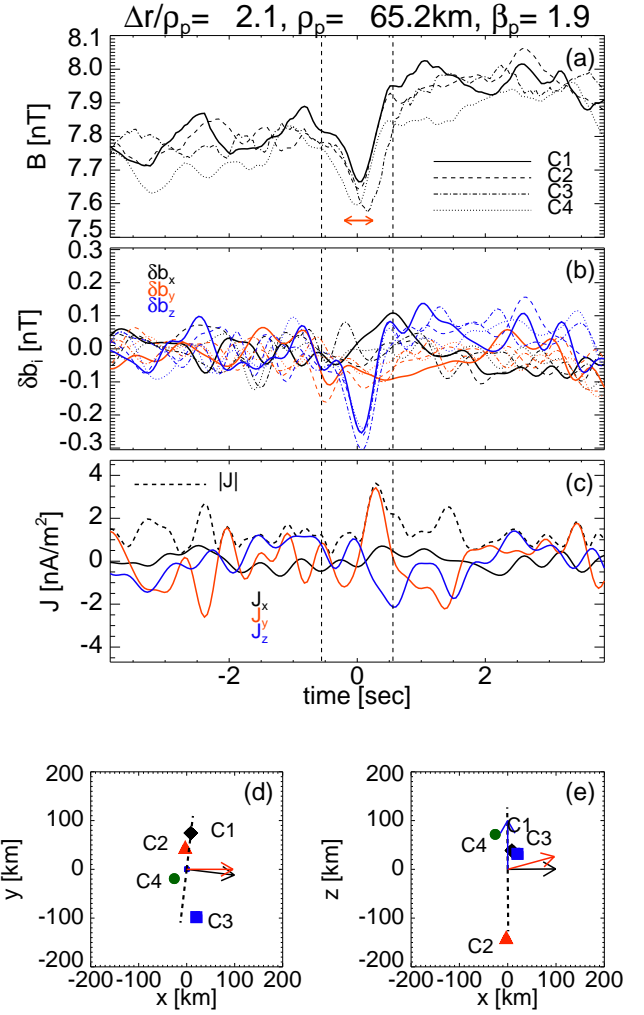 Δr/ρp= 2.1, ρp= 65.2km, βp= 1.9
(a)
8.1
8.0
7.9
7.8
7.7
7.6
7.5
B [nT]
C1
C2
C3
C4
(b)
0.3
0.2
0.1
0.0
-0.1
-0.2
-0.3
δbi [nT]
δbx
δby
δbz
(c)
4
2
0
-2
-4
J [nA/m²]
|J|
Jx
Jy
Jz
-2 0 2
time [sec]
(d)
200
100
0
-100
-200
y [km]
C1
C2
C4
C3
-200 -100 0 100 200
x [km]
(e)
200
100
0
-100
-200
z [km]
C1
C3
C4
C2
-200 -100 0 100 200
x [km]